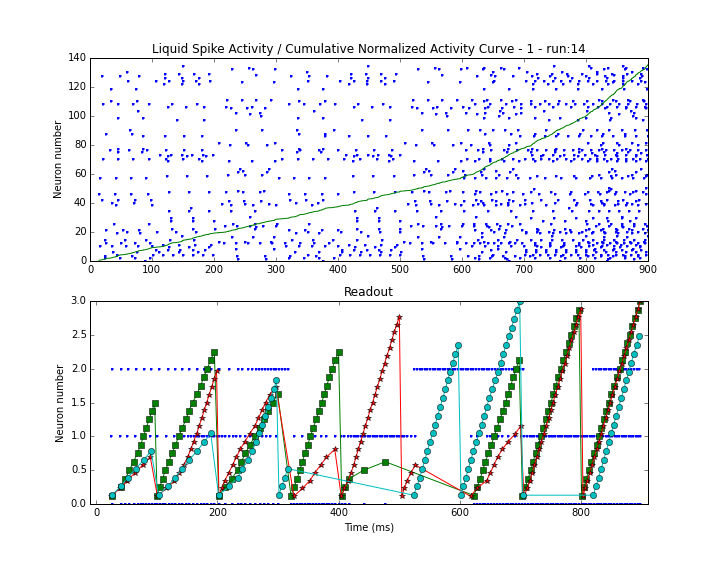 Liquid Spike Activity / Cumulative Normalized Activity Curve - 1 - run:14
Neuron number
140
120
100
80
60
40
20
0
0 100 200 300 400 500 600 700 800 900
Readout
Neuron number
3.0
2.5
2.0
1.5
1.0
0.5
0.0
0 200 400 600 800
Time (ms)